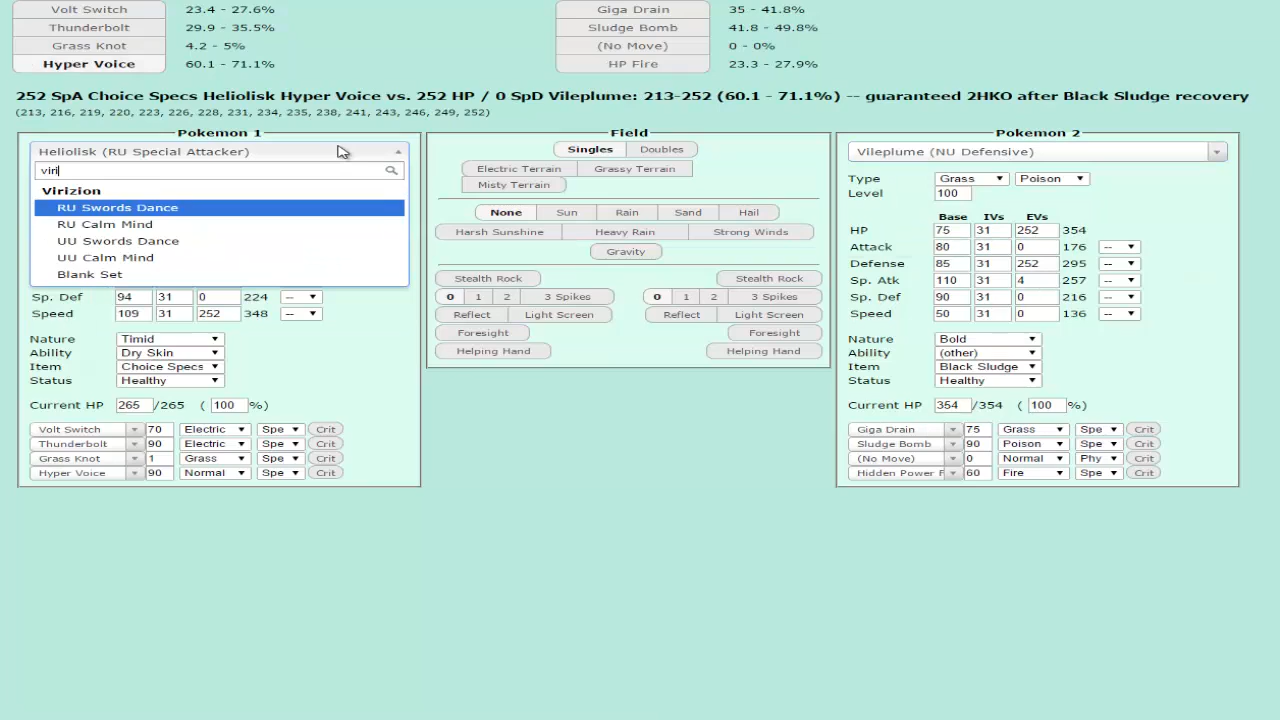 Volt Switch 23.4 - 27.6% Giga Drain 35 - 41.8%
Thunderbolt 29.9 - 35.5% Sludge Bomb 41.8 - 49.8%
Grass Knot 4.2 - 5% (No Move) 0 - 0%
Hyper Voice 60.1 - 71.1% HP Fire 23.3 - 27.9%
252 SpA Choice Specs Heliolisk Hyper Voice vs. 252 HP / 0 SpD Vileplume: 213-252 (60.1 - 71.1%) -- guaranteed 2HKO after Black Sludge recovery
(213, 216, 219, 220, 223, 226, 228, 231, 234, 235, 238, 241, 243, 246, 249, 252)
Pokemon 1
Heliolisk (RU Special Attacker)
viri
Virizion
RU Swords Dance
RU Calm Mind
UU Swords Dance
UU Calm Mind
Blank Set
Sp. Def 94 31 0 224 --
Speed 109 31 252 348 --
Nature Timid
Ability Dry Skin
Item Choice Specs
Status Healthy
Current HP 265 /265 ( 100 %)
Volt Switch 70 Electric Spe Crit
Thunderbolt 90 Electric Spe Crit
Grass Knot 1 Grass Spe Crit
Hyper Voice 90 Normal Spe Crit
Field
Singles Doubles
Electric Terrain Grassy Terrain
Misty Terrain
None Sun Rain Sand Hail
Harsh Sunshine Heavy Rain Strong Winds
Gravity
Stealth Rock Stealth Rock
0 1 2 3 Spikes 0 1 2 3 Spikes
Reflect Light Screen Reflect Light Screen
Foresight Foresight
Helping Hand Helping Hand
Pokemon 2
Vileplume (NU Defensive)
Type Grass Poison
Level 100
Base IVs EVs
HP 75 31 252 354
Attack 80 31 0 176 --
Defense 85 31 252 295 --
Sp. Atk 110 31 4 257 --
Sp. Def 90 31 0 216 --
Speed 50 31 0 136 --
Nature Bold
Ability (other)
Item Black Sludge
Status Healthy
Current HP 354 /354 ( 100 %)
Giga Drain 75 Grass Spe Crit
Sludge Bomb 90 Poison Spe Crit
(No Move) 0 Normal Phy Crit
Hidden Power F 60 Fire Spe Crit